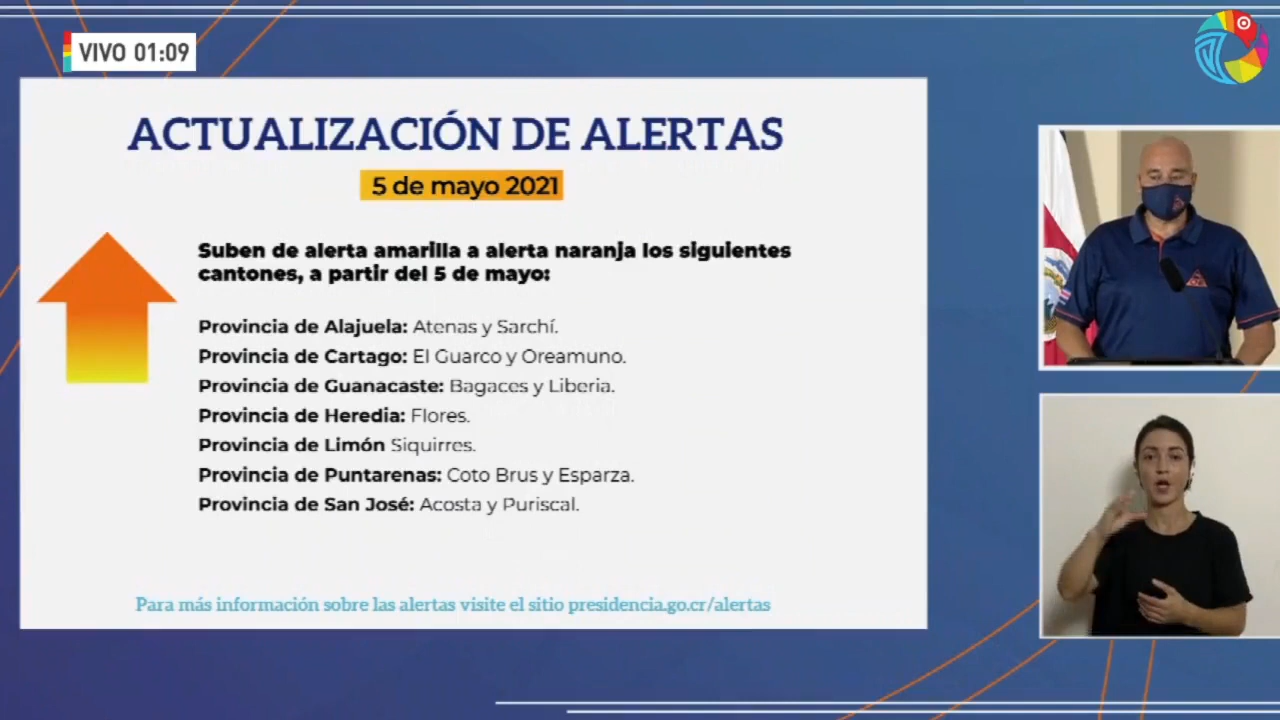 VIVO 01:09
ACTUALIZACIÓN DE ALERTAS
5 de mayo 2021
Suben de alerta amarilla a alerta naranja los siguientes
cantones, a partir del 5 de mayo:
Provincia de Alajuela: Atenas y Sarchí.
Provincia de Cartago: El Guarco y Oreamuno.
Provincia de Guanacaste: Bagaces y Liberia.
Provincia de Heredia: Flores.
Provincia de Limón Siquirres.
Provincia de Puntarenas: Coto Brus y Esparza.
Provincia de San José: Acosta y Puriscal.
Para más información sobre las alertas visite el sitio presidencia.go.cr/alertas